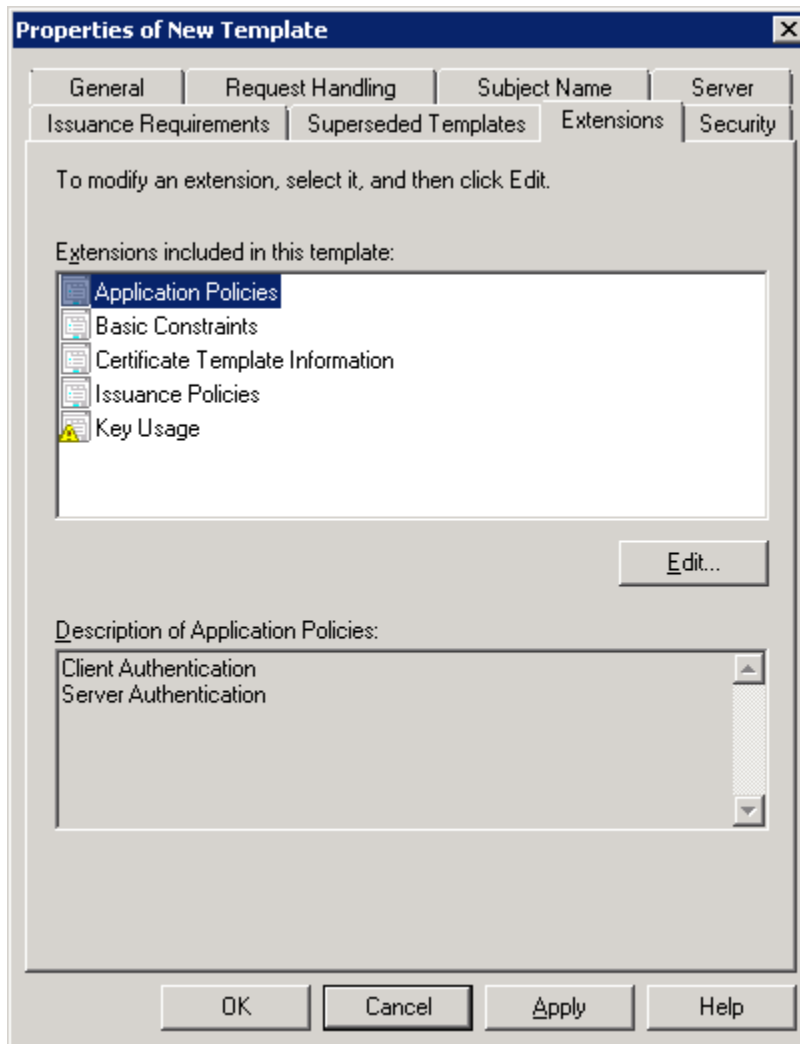 Properties of New Template
General Request Handling Subject Name Server
Issuance Requirements Superseded Templates Extensions Security
To modify an extension, select it, and then click Edit.
Extensions included in this template:
Application Policies
Basic Constraints
Certificate Template Information
Issuance Policies
Key Usage
Edit...
Description of Application Policies:
Client Authentication
Server Authentication
OK Cancel Apply Help